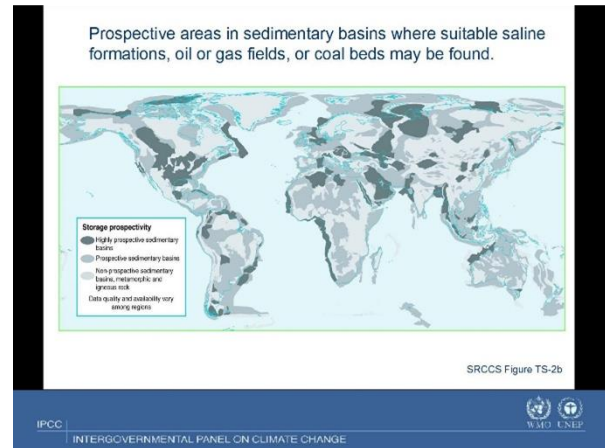 Prospective areas in sedimentary basins where suitable saline
formations, oil or gas fields, or coal beds may be found.
Storage prospectivity
Highly prospective sedimentary
basins
Prospective sedimentary basins
Non-prospective sedimentary
basins, metamorphic and
igneous rock
Data quality and availability vary
among regions
SRCCS Figure TS-2b
WMO UNEP
IPCC
INTERGOVERNMENTAL PANEL ON CLIMATE CHANGE